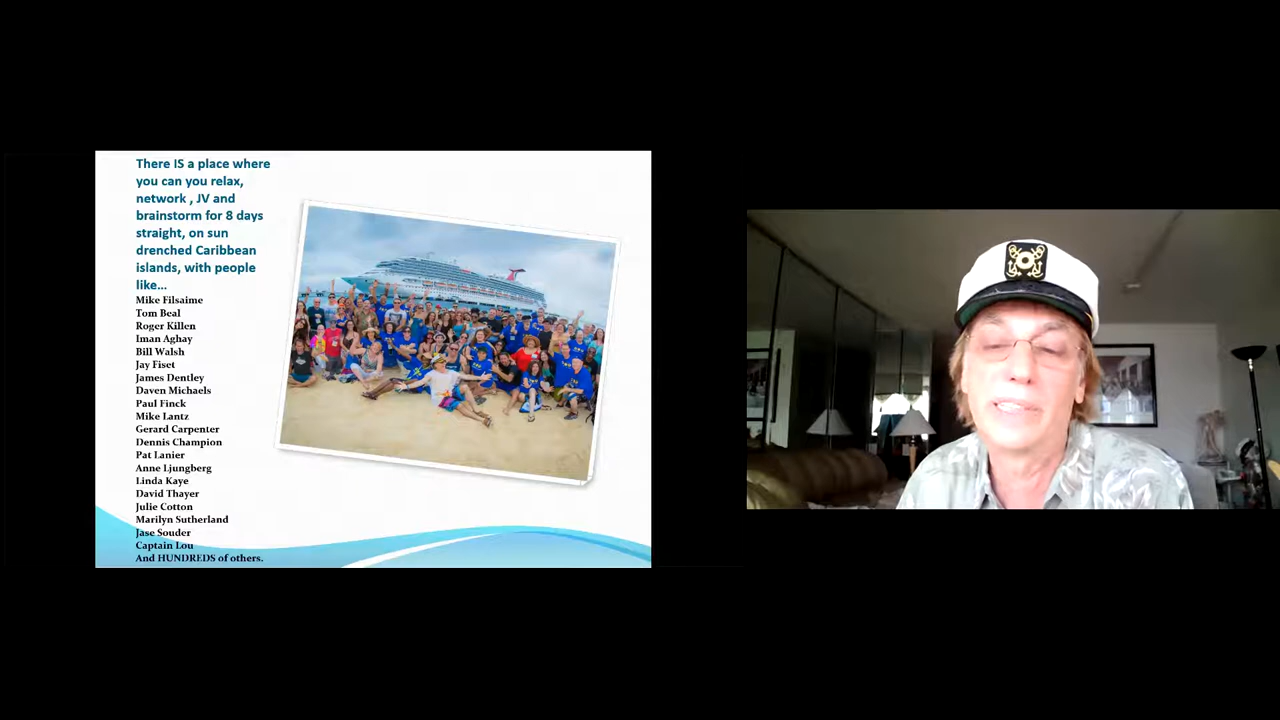 There IS a place where
you can you relax,
network , JV and
brainstorm for 8 days
straight, on sun
drenched Caribbean
islands, with people
like...
Mike Filsaime
Tom Beal
Roger Killen
Iman Aghay
Bill Walsh
Jay Fiset
James Dentley
Daven Michaels
Paul Finck
Mike Lantz
Gerard Carpenter
Dennis Champion
Pat Lanier
Anne Ljungberg
Linda Kaye
David Thayer
Julie Cotton
Marilyn Sutherland
Jase Souder
Captain Lou
And HUNDREDS of others.